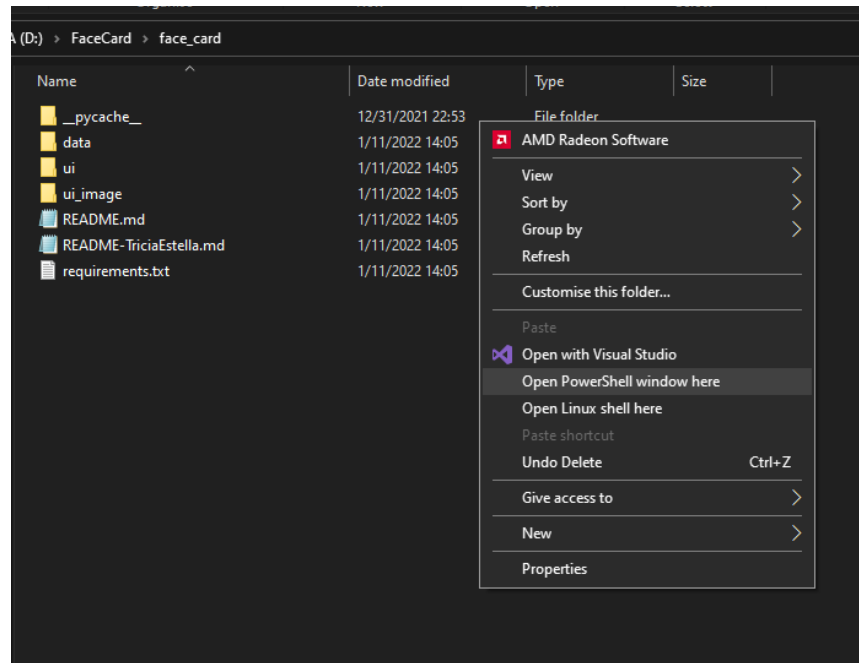 A (D:) > FaceCard > face_card
Name Date modified Type Size
__pycache__ 12/31/2021 22:53 File folder
data 1/11/2022 14:05
ui 1/11/2022 14:05
ui_image 1/11/2022 14:05
README.md 1/11/2022 14:05
README-TriciaEstella.md 1/11/2022 14:05
requirements.txt 1/11/2022 14:05
AMD Radeon Software
View
Sort by
Group by
Refresh
Customise this folder...
Paste
Open with Visual Studio
Open PowerShell window here
Open Linux shell here
Paste shortcut
Undo Delete Ctrl+Z
Give access to
New
Properties